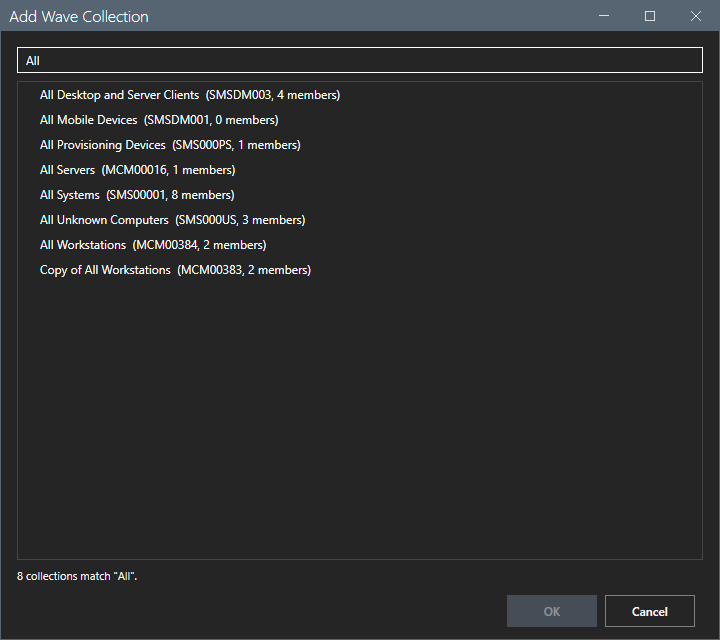 Add Wave Collection
All
All Desktop and Server Clients (SMSDM003, 4 members)
All Mobile Devices (SMSDM001, 0 members)
All Provisioning Devices (SMS000PS, 1 members)
All Servers (MCM00016, 1 members)
All Systems (SMS00001, 8 members)
All Unknown Computers (SMS000US, 3 members)
All Workstations (MCM00384, 2 members)
Copy of All Workstations (MCM00383, 2 members)
8 collections match "All".
OK Cancel